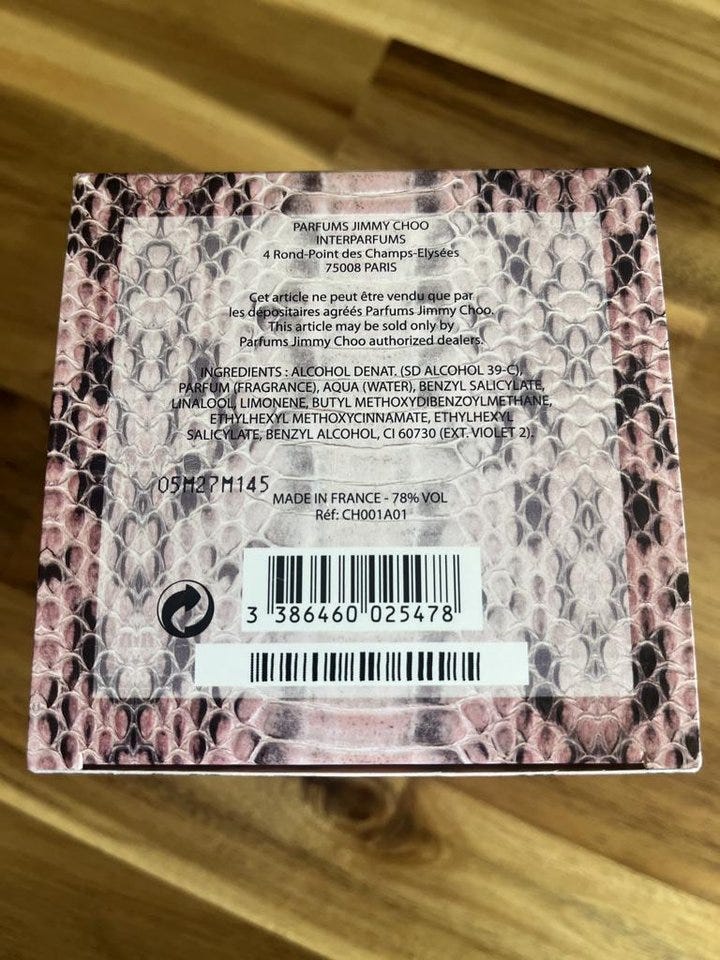 PARFUMS JIMMY CHOO
INTERPARFUMS
4 Rond-Point des Champs-Elysées
75008 PARIS
Cet article ne peut être vendu que par
les dépositaires agréés Parfums Jimmy Choo.
This article may be sold only by
Parfums Jimmy Choo authorized dealers.
INGREDIENTS : ALCOHOL DENAT. (SD ALCOHOL 39-C),
PARFUM (FRAGRANCE), AQUA (WATER), BENZYL SALICYLATE,
LINALOOL, LIMONENE, BUTYL METHOXYDIBENZOYLMETHANE,
ETHYLHEXYL METHOXYCINNAMATE, ETHYLHEXYL
SALICYLATE, BENZYL ALCOHOL, CI 60730 (EXT. VIOLET 2).
05M27M145
MADE IN FRANCE - 78% VOL
Réf: CH001A01
3 386460 025478